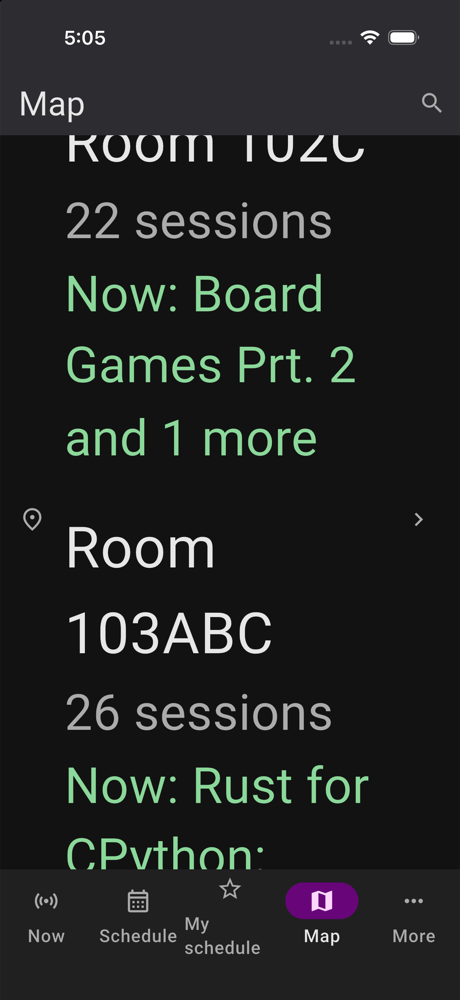 5:05
Map
Room 102C
22 sessions
Now: Board
Games Prt. 2
and 1 more
Room
103ABC
26 sessions
Now: Rust for
CPython:
Now
Schedule
My
schedule
Map
More